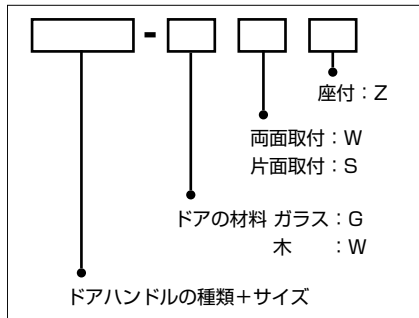 -
座付：Z
両面取付：W
片面取付：S
ドアの材料 ガラス：G
木　　：W
ドアハンドルの種類＋サイズ